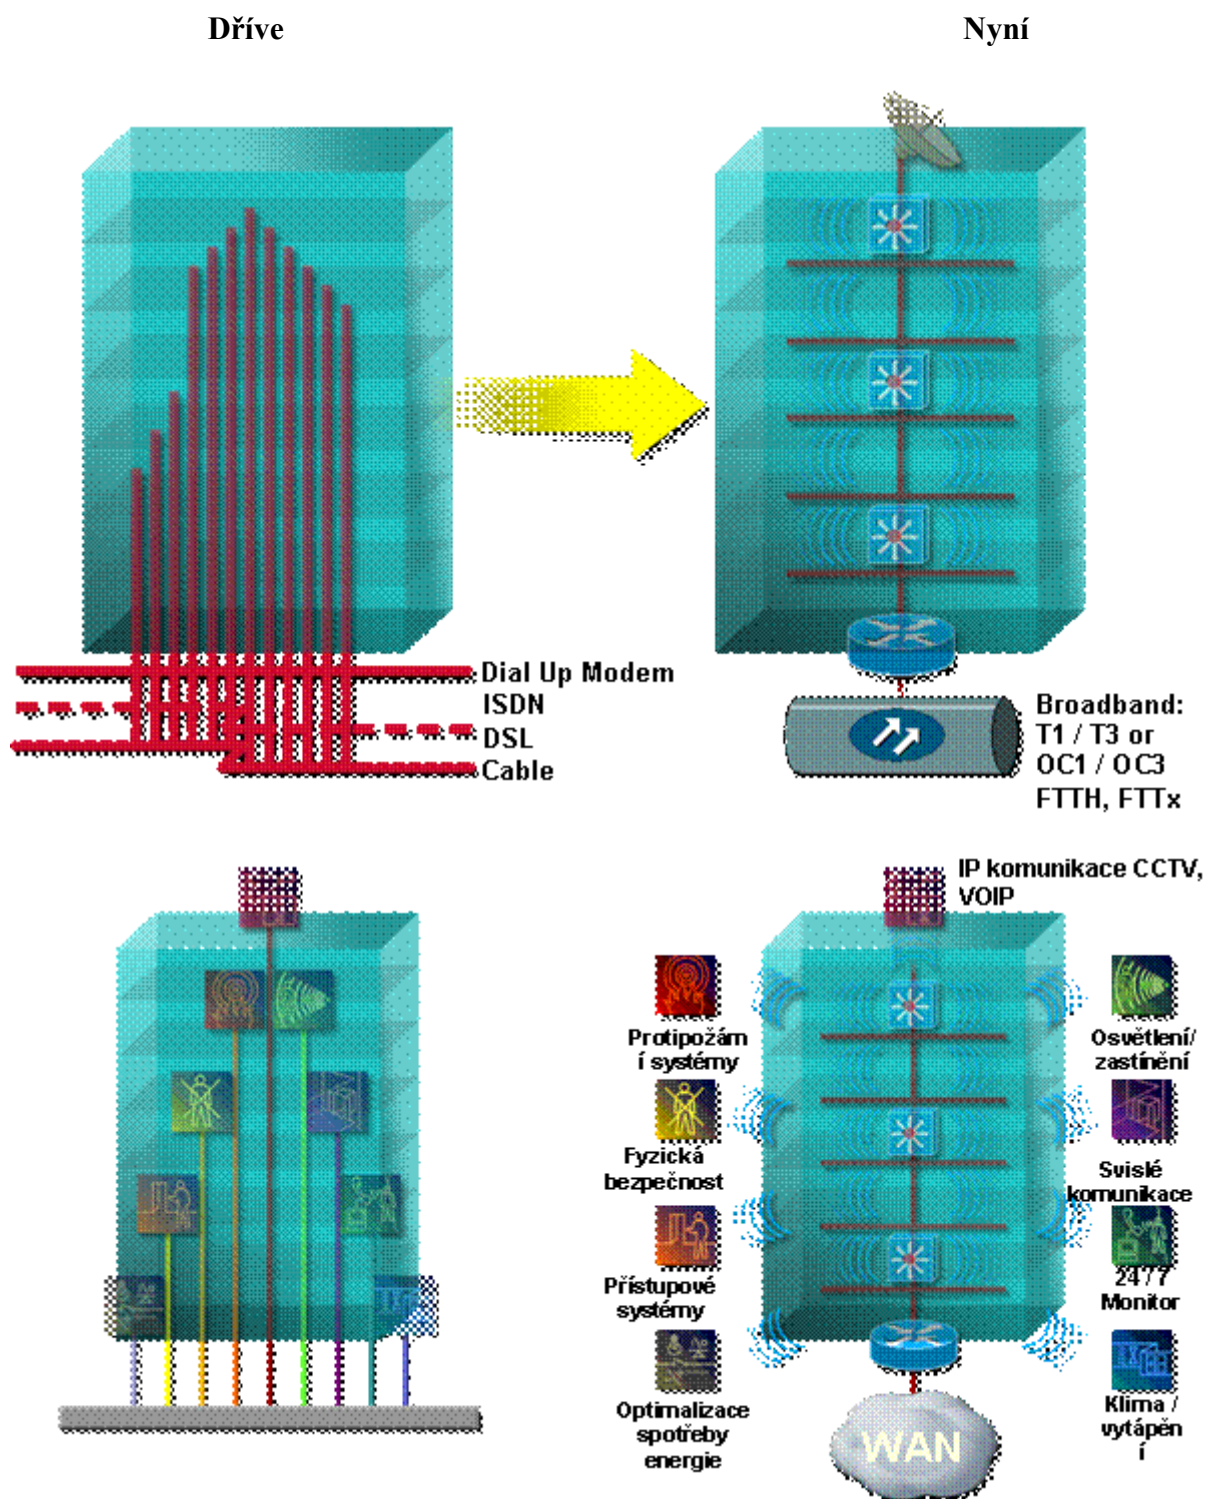 Dříve
Nyní
Dial Up Modem
ISDN
DSL
Cable
Broadband:
T1 / T3 or
OC1 / OC3
FTTH, FTTx
IP komunikace CCTV,
VOIP
Protipožárn
í systémy
Osvětlení/
zastínění
Fyzická
bezpečnost
Svislé
komunikace
Přístupové
systémy
24 / 7
Monitor
Optimalizace
spotřeby
energie
Klima /
vytápěn
í
WAN